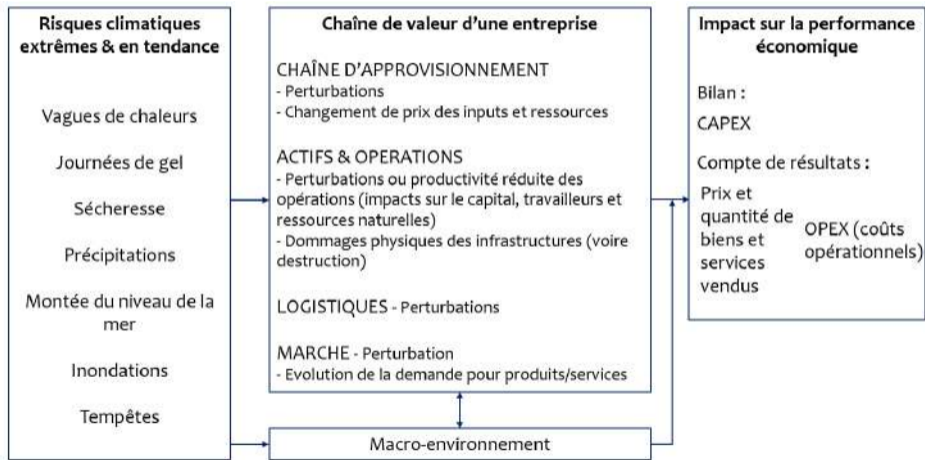 Risques climatiques
extrêmes & en tendance
Vagues de chaleurs
Journées de gel
Sécheresse
Précipitations
Montée du niveau de la
mer
Inondations
Tempêtes
Chaîne de valeur d'une entreprise
CHAÎNE D'APPROVISIONNEMENT
- Perturbations
- Changement de prix des inputs et ressources
ACTIFS & OPERATIONS
- Perturbations ou productivité réduite des
opérations (impacts sur le capital, travailleurs et
ressources naturelles)
- Dommages physiques des infrastructures (voire
destruction)
LOGISTIQUES - Perturbations
MARCHE - Perturbation
- Evolution de la demande pour produits/services
Macro-environnement
Impact sur la performance
économique
Bilan :
CAPEX
Compte de résultats :
Prix et
quantité de
biens et
services
vendus
OPEX (coûts
opérationnels)